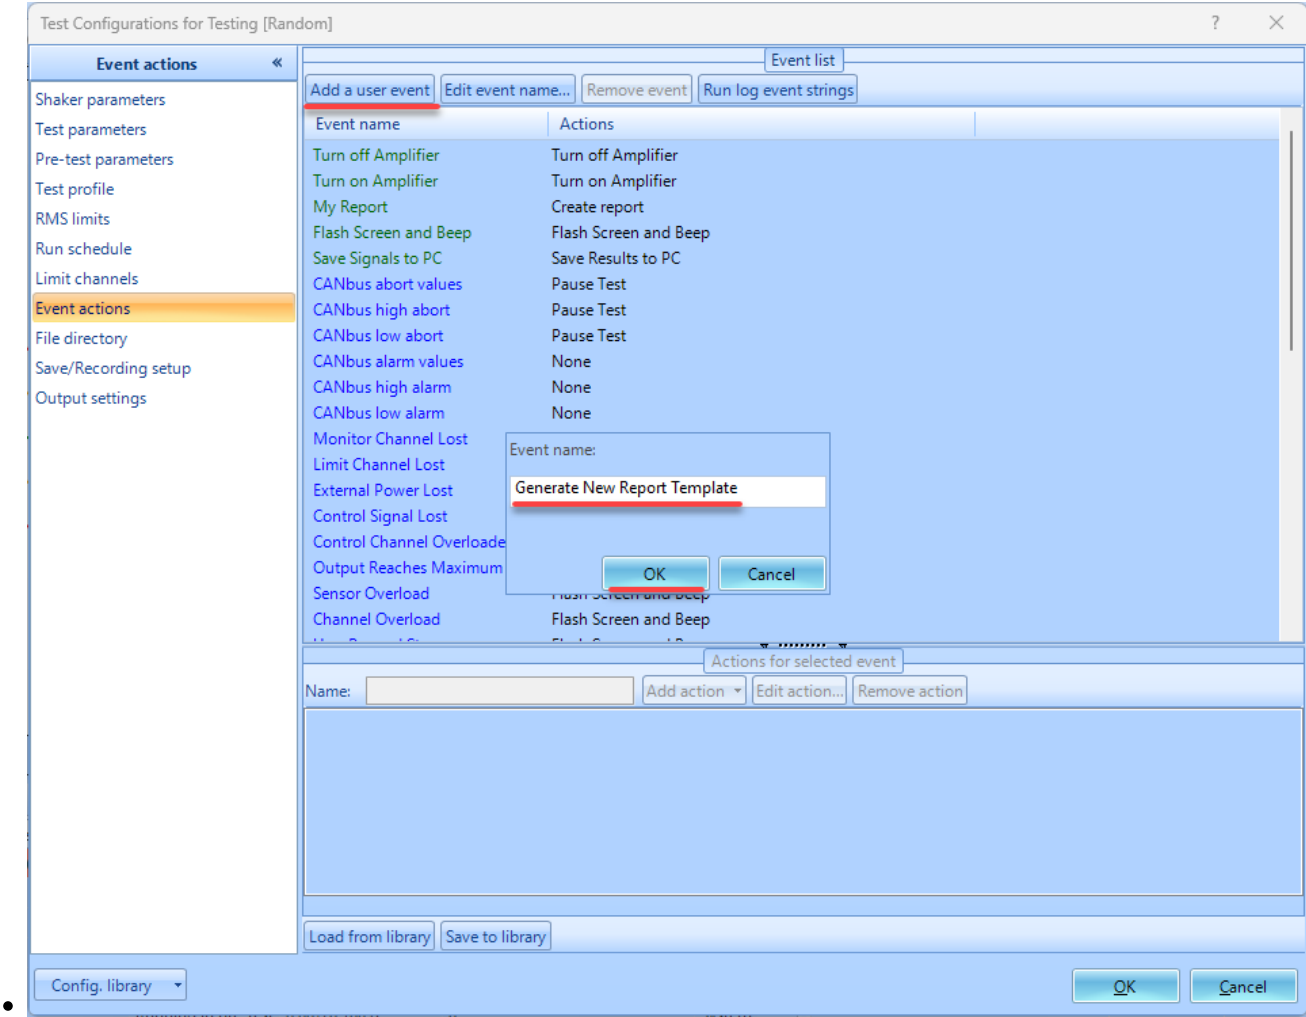 Test Configurations for Testing [Random]
?
Event actions «
Shaker parameters
Test parameters
Pre-test parameters
Test profile
RMS limits
Run schedule
Limit channels
Event actions
File directory
Save/Recording setup
Output settings
Event list
Add a user event Edit event name... Remove event Run log event strings
Event name Actions
Turn off Amplifier Turn off Amplifier
Turn on Amplifier Turn on Amplifier
My Report Create report
Flash Screen and Beep Flash Screen and Beep
Save Signals to PC Save Results to PC
CANbus abort values Pause Test
CANbus high abort Pause Test
CANbus low abort Pause Test
CANbus alarm values None
CANbus high alarm None
CANbus low alarm None
Monitor Channel Lost
Limit Channel Lost
External Power Lost
Control Signal Lost
Control Channel Overloade
Output Reaches Maximum
Sensor Overload Flash Screen and Beep
Channel Overload Flash Screen and Beep
Event name:
Generate New Report Template
OK Cancel
Actions for selected event
Name: Add action Edit action... Remove action
Load from library Save to library
Config. library
OK Cancel